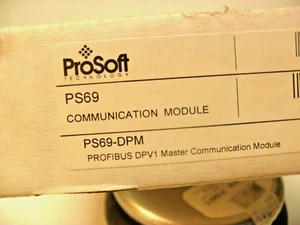 ProSoft
TECHNOLOGY
PS69
COMMUNICATION MODULE
PS69-DPM
PROFIBUS DPV1 Master Communication Module